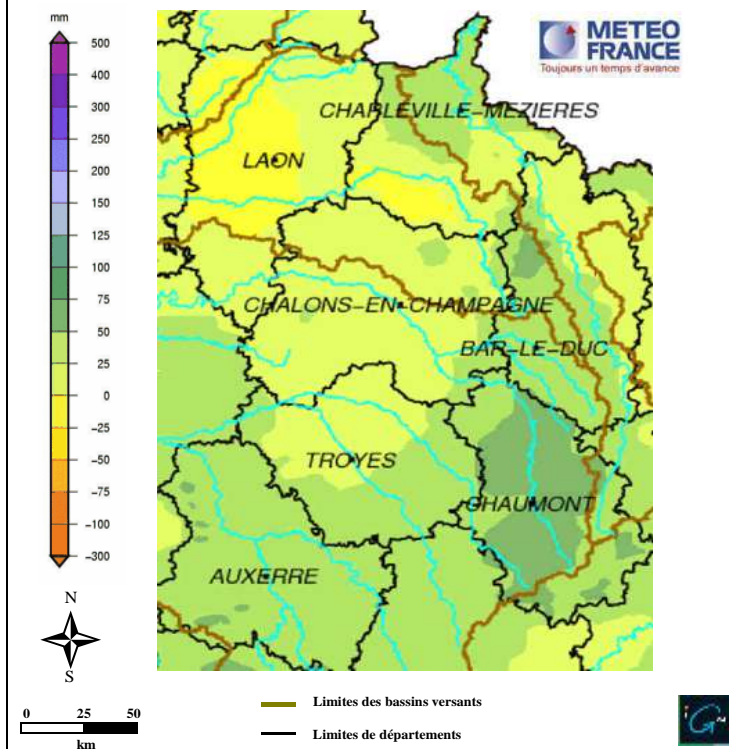 mm
500
400
300
200
150
125
100
75
50
25
0
−25
−50
−75
−100
−300
METEO
FRANCE
Toujours un temps d'avance
CHARLEVILLE−MEZIERES
LAON
CHALONS−EN−CHAMPAGNE
BAR−LE−DUC
TROYES
CHAUMONT
AUXERRE
N
S
0 25 50
km
Limites des bassins versants
Limites de départements